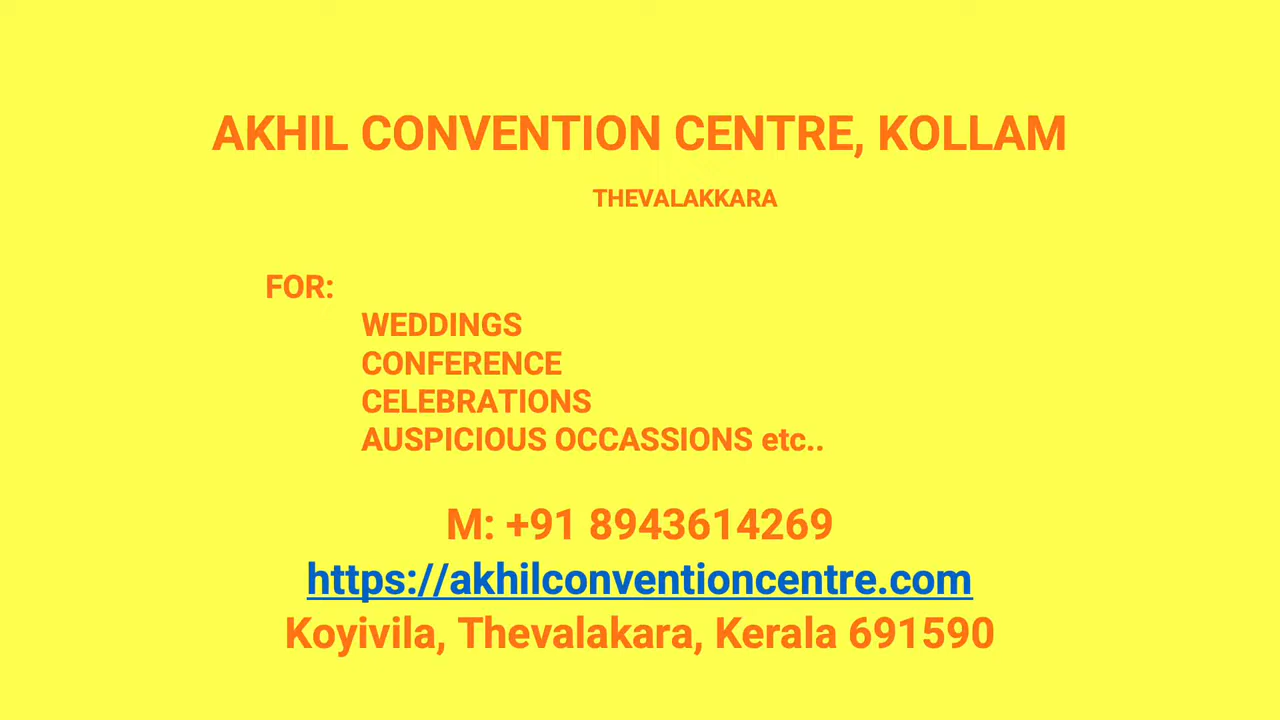 AKHIL CONVENTION CENTRE, KOLLAM
THEVALAKKARA
FOR:
WEDDINGS
CONFERENCE
CELEBRATIONS
AUSPICIOUS OCCASSIONS etc..
M: +91 8943614269
https://akhilconventioncentre.com
Koyivila, Thevalakara, Kerala 691590